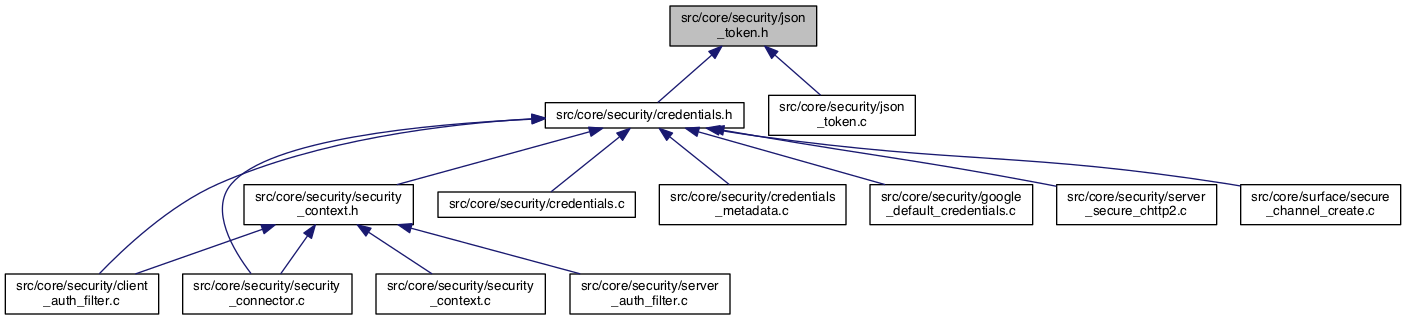 src/core/security/json
_token.h
src/core/security/credentials.h
src/core/security/json
_token.c
src/core/security/security
_context.h
src/core/security/credentials.c
src/core/security/credentials
_metadata.c
src/core/security/google
_default_credentials.c
src/core/security/server
_secure_chttp2.c
src/core/surface/secure
_channel_create.c
src/core/security/client
_auth_filter.c
src/core/security/security
_connector.c
src/core/security/security
_context.c
src/core/security/server
_auth_filter.c